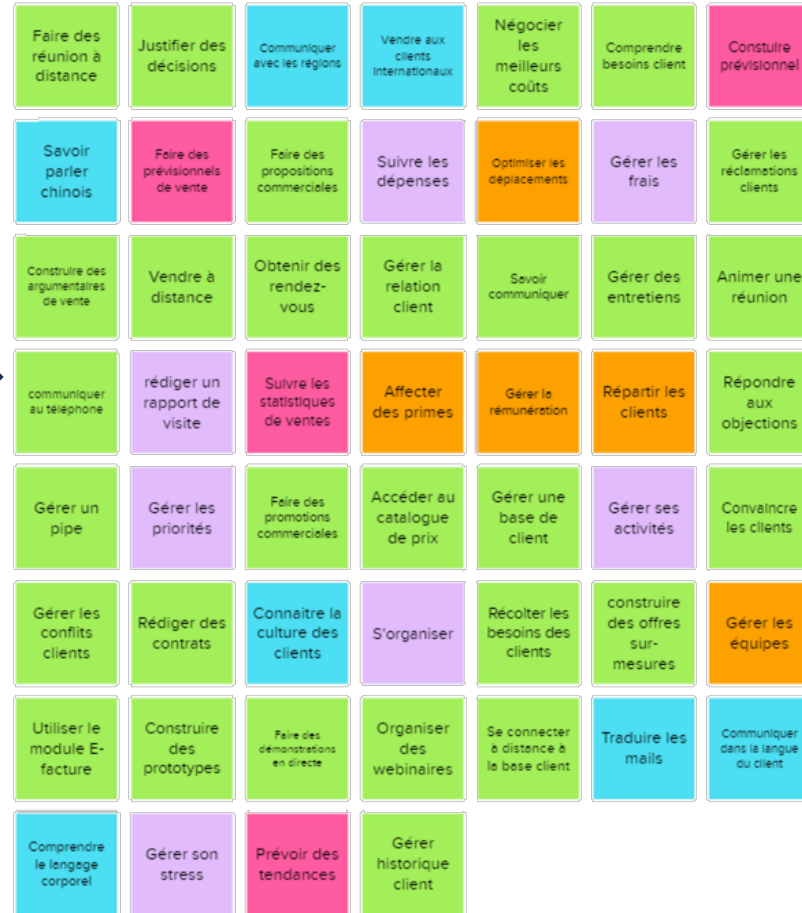 Faire des
réunion à
distance
Justifier des
décisions
Communiquer
avec les régions
Vendre aux
clients
internationaux
Négocier
les
meilleurs
coûts
Comprendre
besoins client
Constuire
prévisionnel
Savoir
parler
chinois
Faire des
prévisionnels
de vente
Faire des
propositions
commerciales
Suivre les
dépenses
Optimiser les
déplacements
Gérer les
frais
Gérer les
réclamations
clients
Construire des
argumentaires
de vente
Vendre à
distance
Obtenir des
rendez-
vous
Gérer la
relation
client
Savoir
communiquer
Gérer des
entretiens
Animer une
réunion
communiquer
au téléphone
rédiger un
rapport de
visite
Suivre les
statistiques
de ventes
Affecter
des primes
Gérer la
rémunération
Répartir les
clients
Répondre
aux
objections
Gérer un
pipe
Gérer les
priorités
Faire des
promotions
commerciales
Accéder au
catalogue
de prix
Gérer une
base de
client
Gérer ses
activités
Convaincre
les clients
Gérer les
conflits
clients
Rédiger des
contrats
Connaitre la
culture des
clients
S'organiser
Récolter les
besoins des
clients
construire
des offres
sur-
mesures
Gérer les
équipes
Utiliser le
module E-
facture
Construire
des
prototypes
Faire des
démonstrations
en directe
Organiser
des
webinaires
Se connecter
à distance à
la base client
Traduire les
mails
Communiquer
dans la langue
du client
Comprendre
le langage
corporel
Gérer son
stress
Prévoir des
tendances
Gérer
historique
client